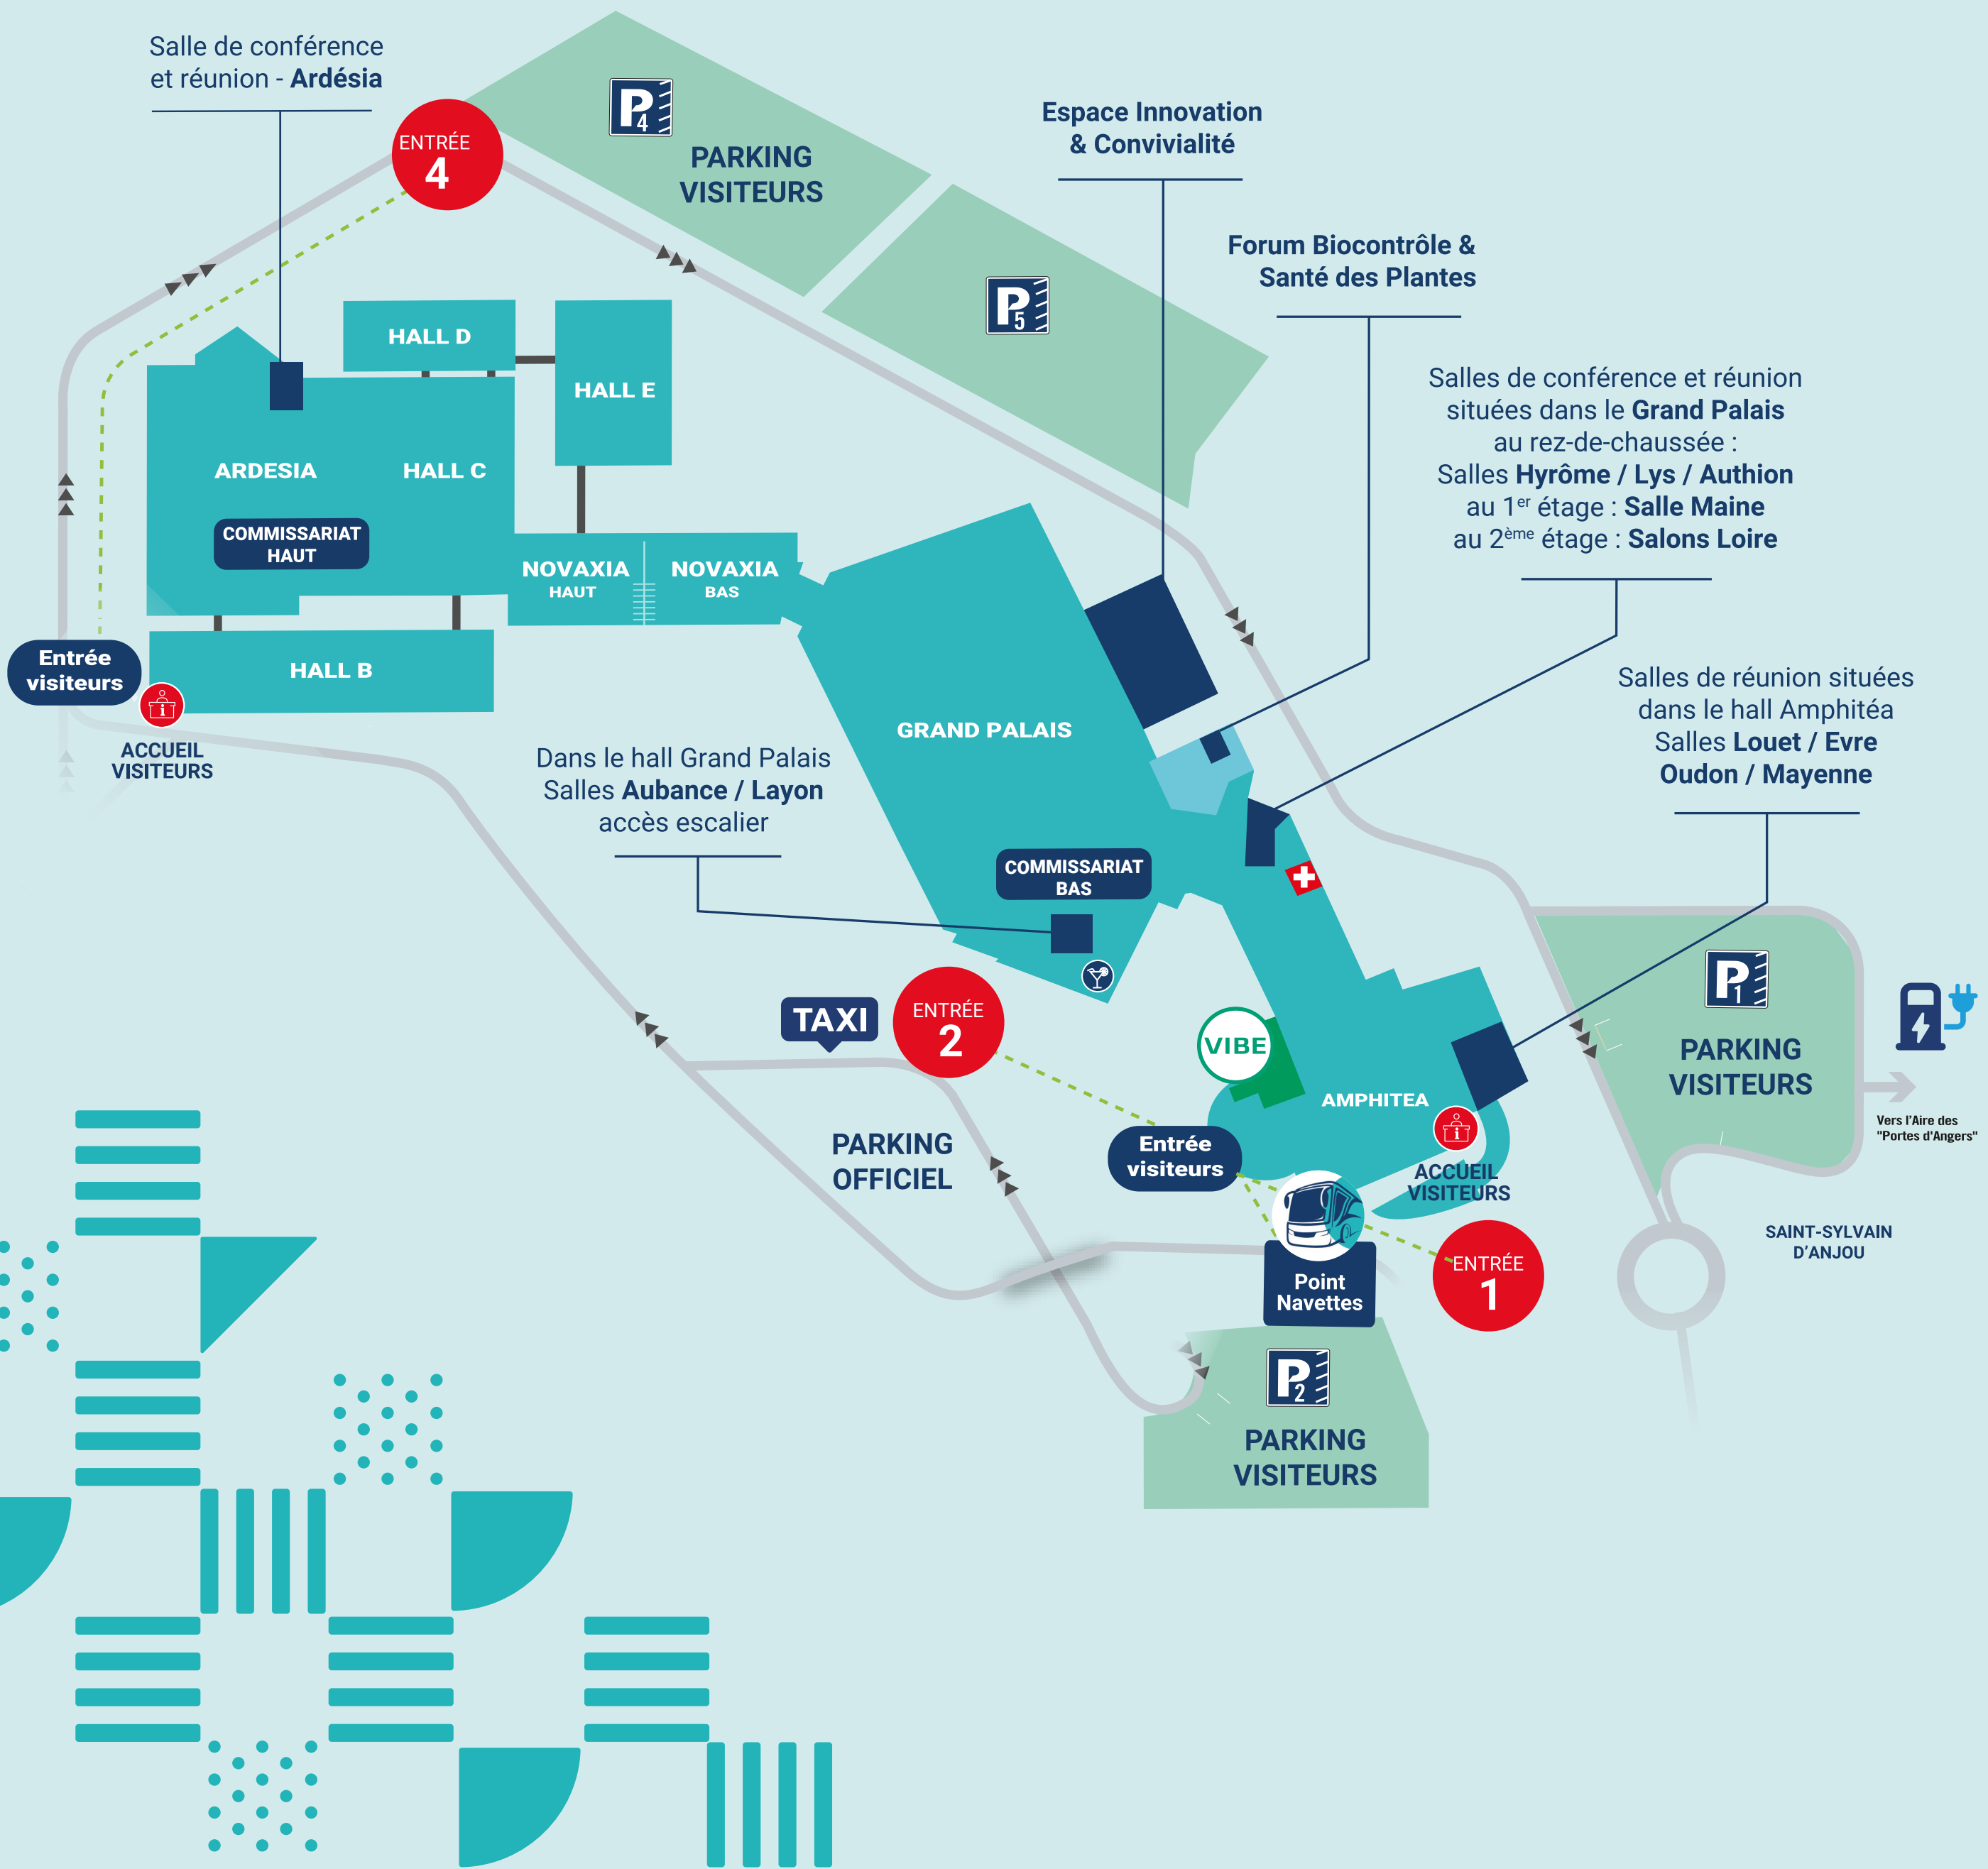 Salle de conférence
et réunion - Ardésia
ENTRÉE
4
P4
PARKING
VISITEURS
Espace Innovation
& Convivialité
Forum Biocontrôle &
Santé des Plantes
P5
Salles de conférence et réunion
situées dans le Grand Palais
au rez-de-chaussée :
Salles Hyrôme / Lys / Authion
au 1er étage : Salle Maine
au 2ème étage : Salons Loire
HALL D
HALL E
ARDESIA
HALL C
COMMISSARIAT
HAUT
NOVAXIA
HAUT
NOVAXIA
BAS
Entrée
visiteurs
HALL B
i
ACCUEIL
VISITEURS
GRAND PALAIS
Salles de réunion situées
dans le hall Amphitéa
Salles Louet / Evre
Oudon / Mayenne
Dans le hall Grand Palais
Salles Aubance / Layon
accès escalier
COMMISSARIAT
BAS
TAXI
ENTRÉE
2
VIBE
AMPHITEA
P1
PARKING
VISITEURS
Vers l'Aire des
"Portes d'Angers"
PARKING
OFFICIEL
Entrée
visiteurs
i
ACCUEIL
VISITEURS
SAINT-SYLVAIN
D'ANJOU
Point
Navettes
ENTRÉE
1
P2
PARKING
VISITEURS